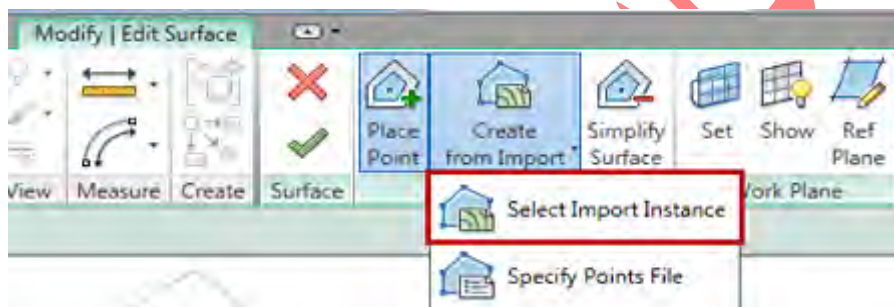 Modify | Edit Surface
Place Point
Create from Import
Simplify Surface
Set
Show
Ref Plane
View
Measure
Create
Surface
Work Plane
Select Import Instance
Specify Points File